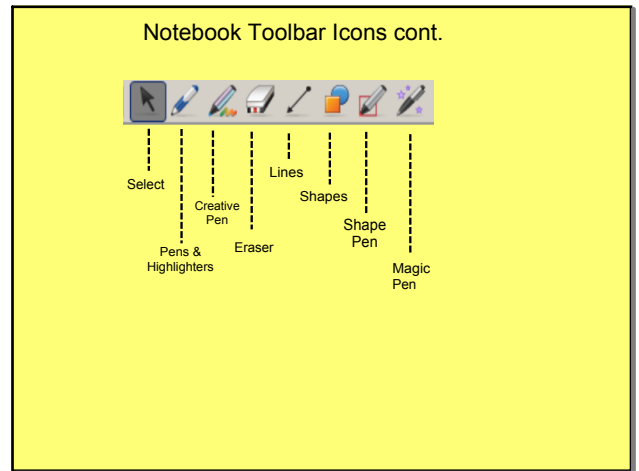 Notebook Toolbar Icons cont.
Select
Pens &
Highlighters
Creative
Pen
Eraser
Lines
Shapes
Shape
Pen
Magic
Pen